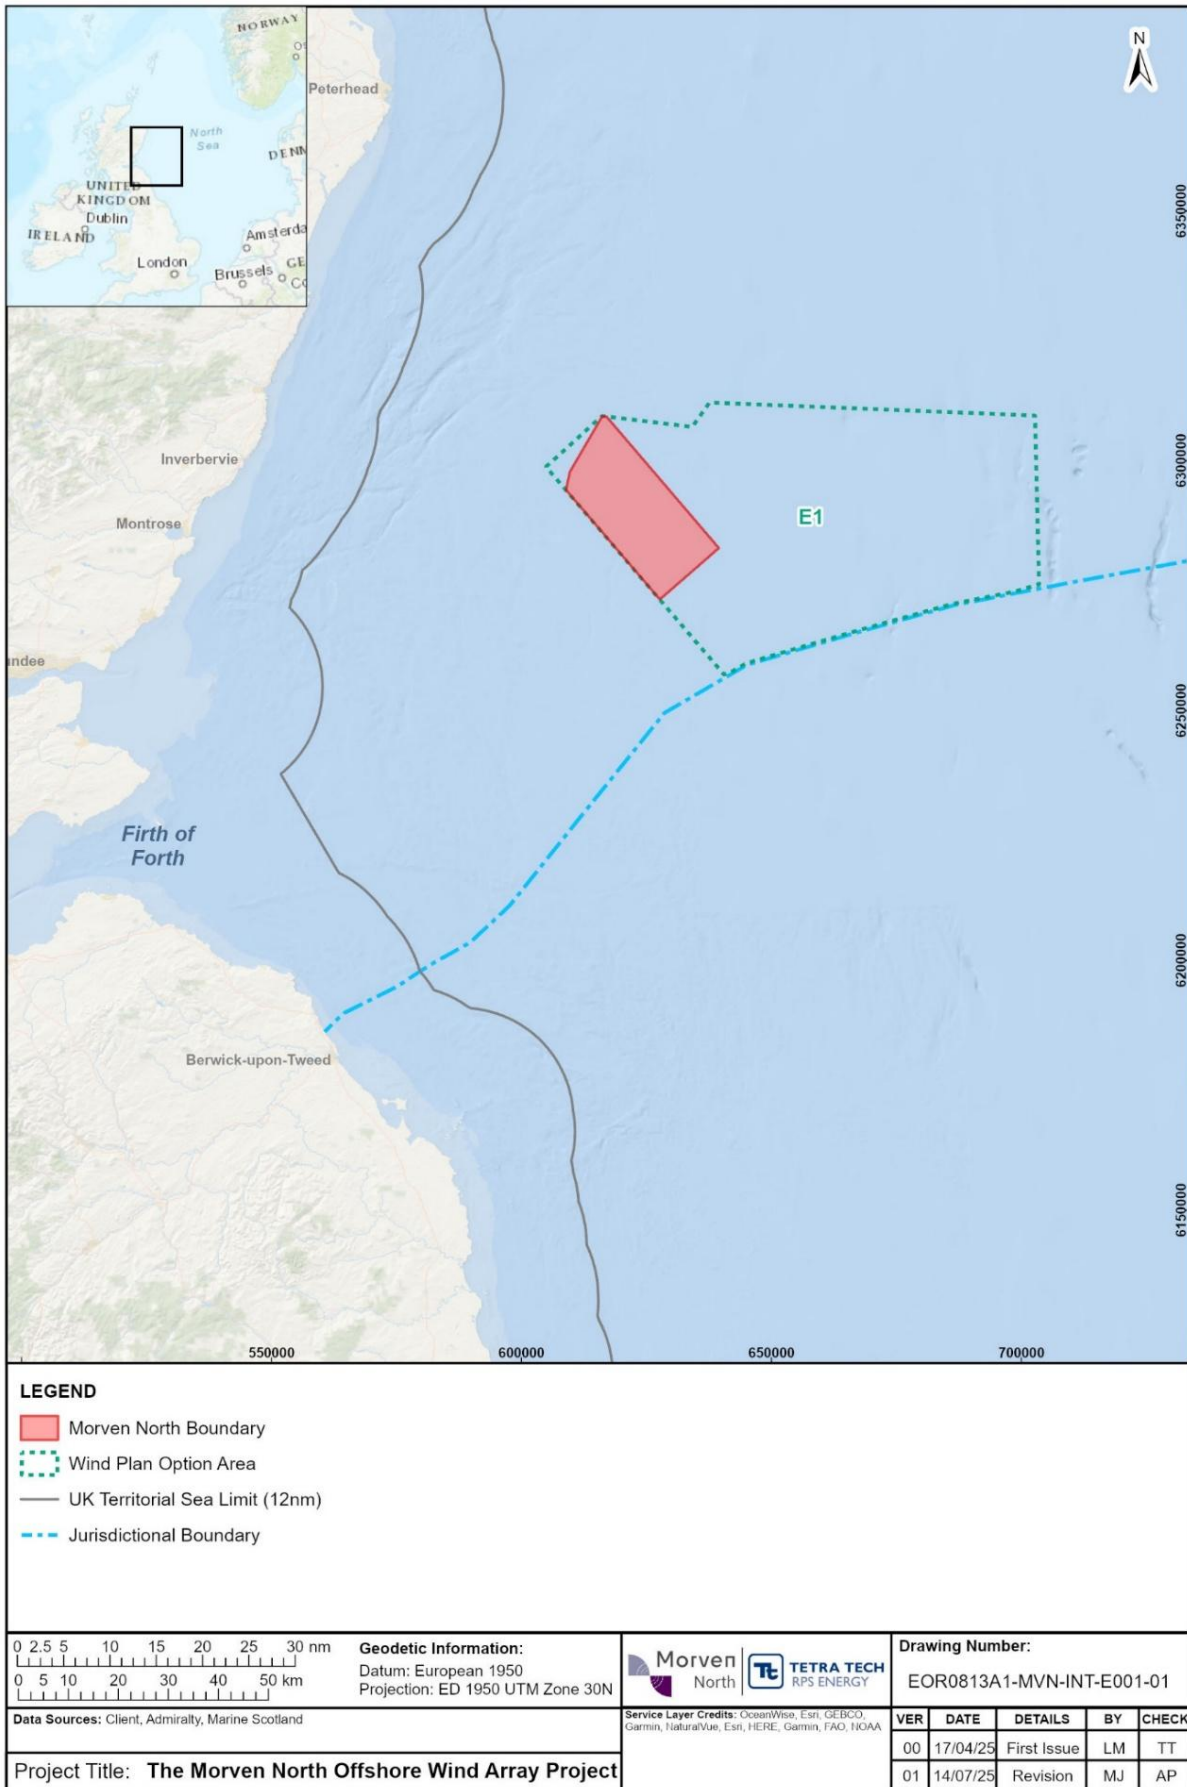 NORWAY
North
Sea
UNITED
KINGDOM
Dublin
IRELAND
London
Brussels
N
Peterhead
Inverbervie
Montrose
E1
Firth of
Forth
Berwick-upon-Tweed
6350000
6300000
6250000
6200000
6150000
550000
600000
650000
700000
LEGEND
Morven North Boundary
Wind Plan Option Area
UK Territorial Sea Limit (12nm)
Jurisdictional Boundary
0 2.5 5 10 15 20 25 30 nm
0 5 10 20 30 40 50 km
Geodetic Information:
Datum: European 1950
Projection: ED 1950 UTM Zone 30N
Morven
North
Tt
TETRA TECH
RPS ENERGY
Drawing Number:
EOR0813A1-MVN-INT-E001-01
Data Sources: Client, Admiralty, Marine Scotland
Service Layer Credits: OceanWise, Esri, GEBCO,
Garmin, NaturalVue, Esri, HERE, Garmin, FAO, NOAA
VER DATE DETAILS BY CHECK
00 17/04/25 First Issue LM TT
01 14/07/25 Revision MJ AP
Project Title: The Morven North Offshore Wind Array Project